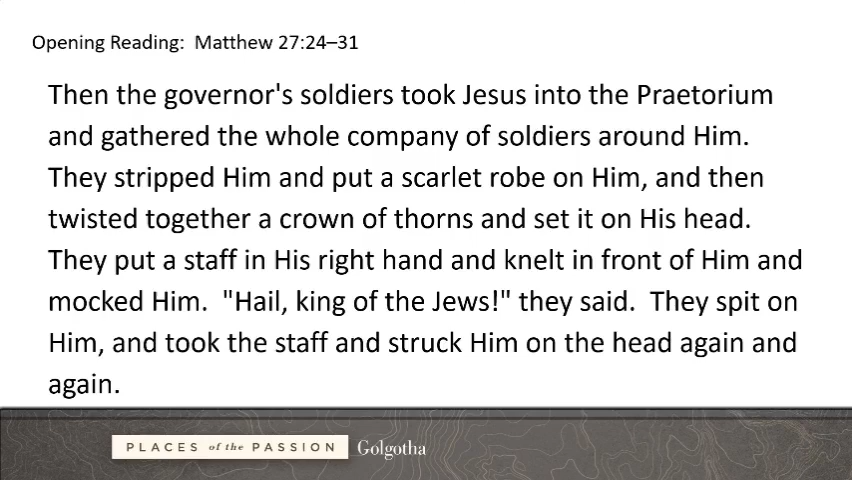 Opening Reading:  Matthew 27:24–31
Then the governor's soldiers took Jesus into the Praetorium
and gathered the whole company of soldiers around Him.
They stripped Him and put a scarlet robe on Him, and then
twisted together a crown of thorns and set it on His head.
They put a staff in His right hand and knelt in front of Him and
mocked Him.  "Hail, king of the Jews!" they said.  They spit on
Him, and took the staff and struck Him on the head again and
again.
PLACES of the PASSION Golgotha